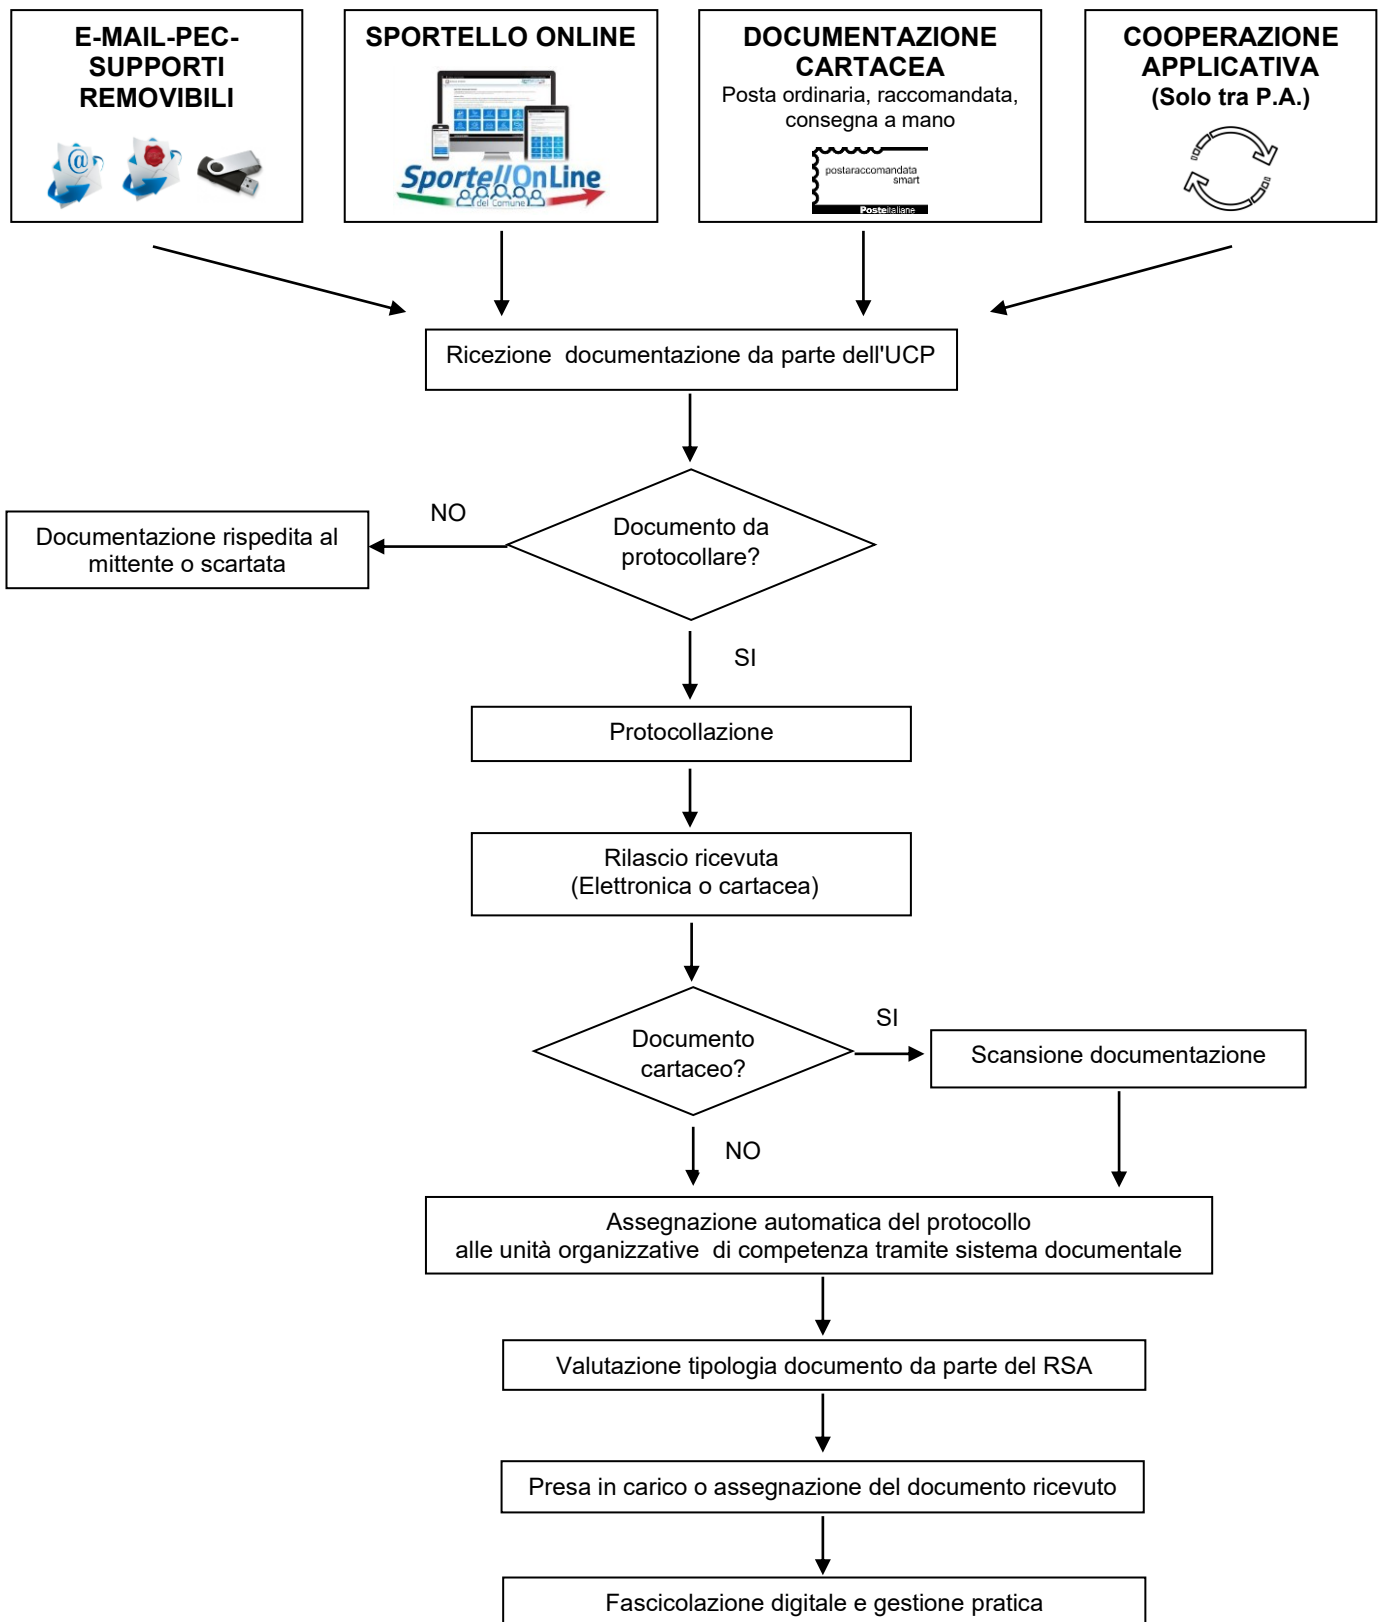 E-MAIL-PEC-
SUPPORTI
REMOVIBILI
@
SPORTELLO ONLINE
SportellOnLine
del Comune
DOCUMENTAZIONE
CARTACEA
Posta ordinaria, raccomandata,
consegna a mano
postaraccomandata
smart
Posteitaliane
COOPERAZIONE
APPLICATIVA
(Solo tra P.A.)
Ricezione  documentazione da parte dell'UCP
Documento da
protocollare?
NO
Documentazione rispedita al
mittente o scartata
SI
Protocollazione
Rilascio ricevuta
(Elettronica o cartacea)
Documento
cartaceo?
SI
Scansione documentazione
NO
Assegnazione automatica del protocollo
alle unità organizzative  di competenza tramite sistema documentale
Valutazione tipologia documento da parte del RSA
Presa in carico o assegnazione del documento ricevuto
Fascicolazione digitale e gestione pratica